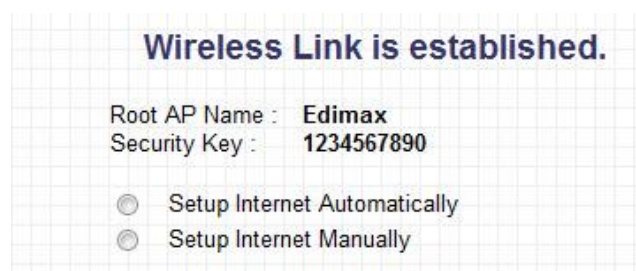 Wireless Link is established.
Root AP Name : Edimax
Security Key : 1234567890
Setup Internet Automatically
Setup Internet Manually